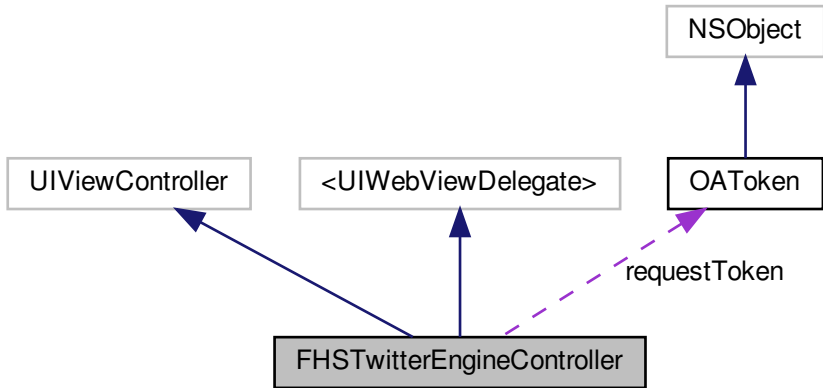 NSObject
UIViewController
<UIWebViewDelegate>
OAToken
requestToken
FHSTwitterEngineController